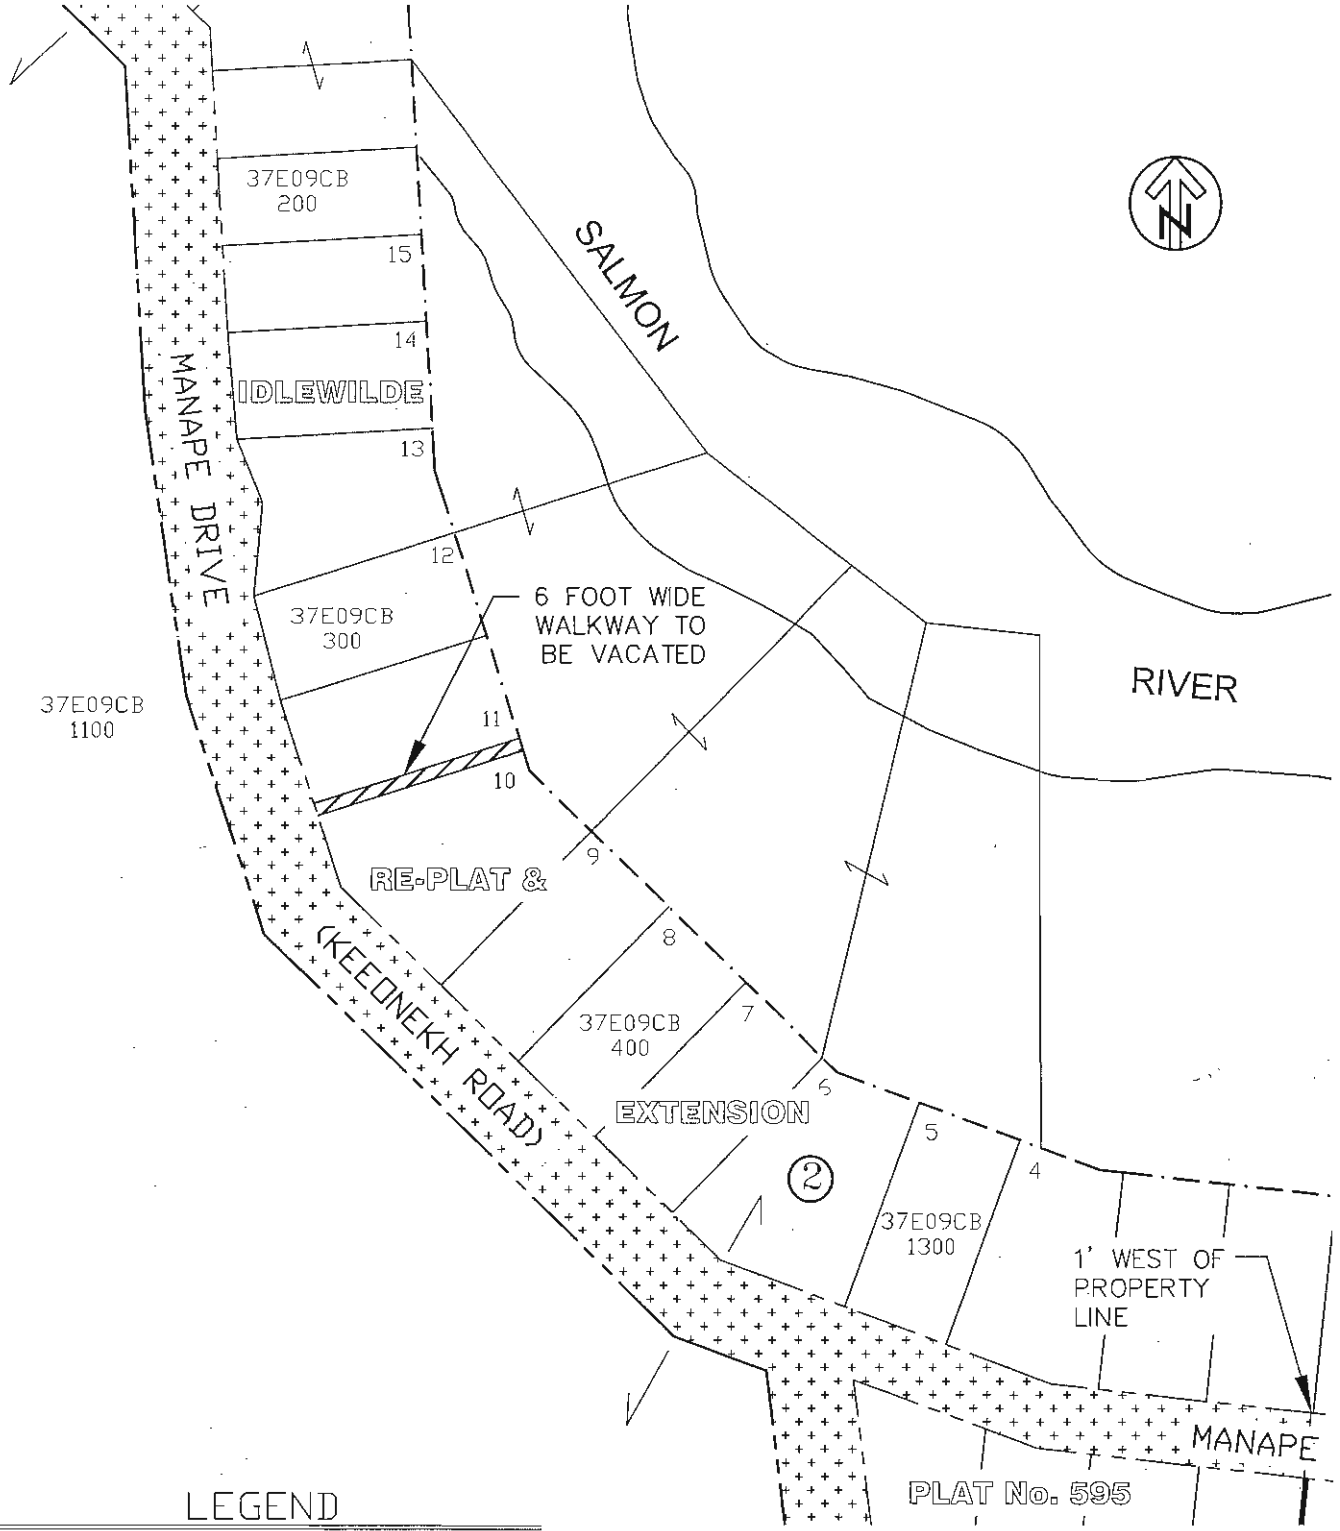 37E09CB
200
N
SALMON
15
14
MANAPE DRIVE
IDLEWILDE
13
12
6 FOOT WIDE
WALKWAY TO
BE VACATED
37E09CB
300
RIVER
37E09CB
1100
11
10
RE-PLAT &
9
(KEEONEKH ROAD)
8
7
37E09CB
400
6
EXTENSION
5
4
2
37E09CB
1300
1' WEST OF
PROPERTY
LINE
MANAPE
PLAT No. 595
LEGEND